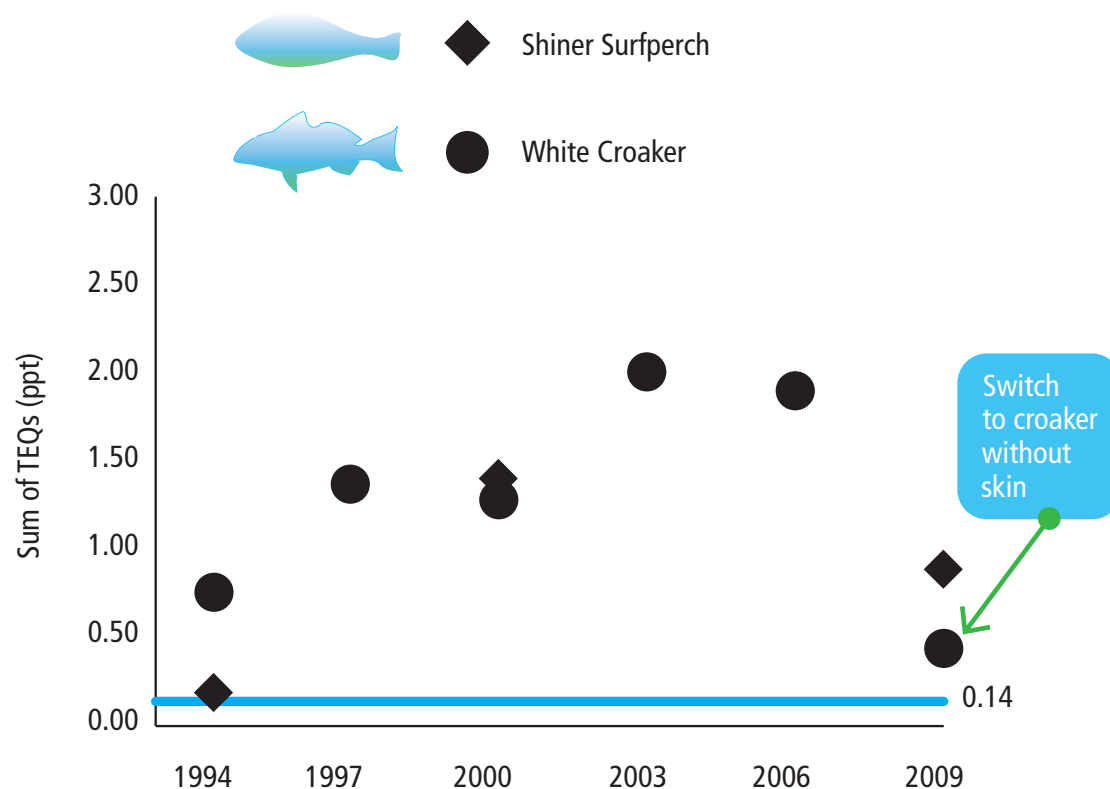 Shiner Surfperch
White Croaker
Sum of TEQs (ppt)
3.00
2.50
2.00
1.50
1.00
0.50
0.00
Switch
to croaker
without
skin
0.14
1994 1997 2000 2003 2006 2009